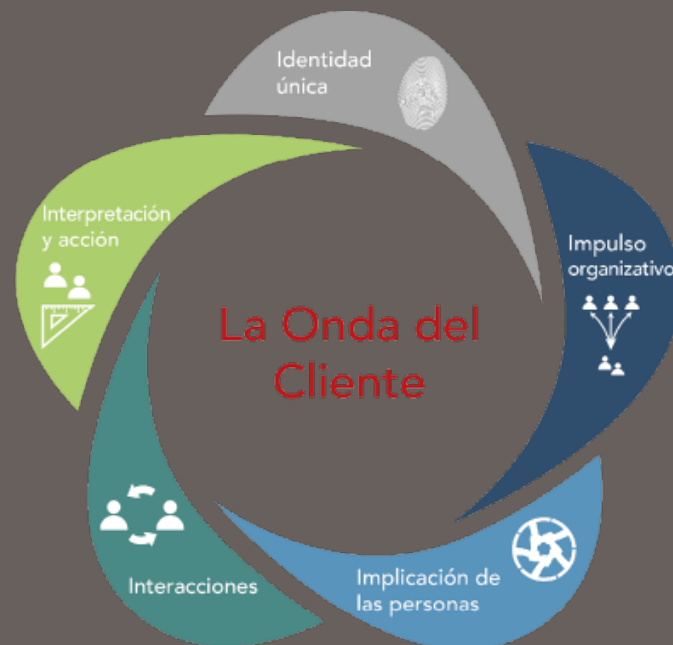 Identidad
única
Impulso
organizativo
Implicación de
las personas
Interacciones
Interpretación
y acción
La Onda del
Cliente